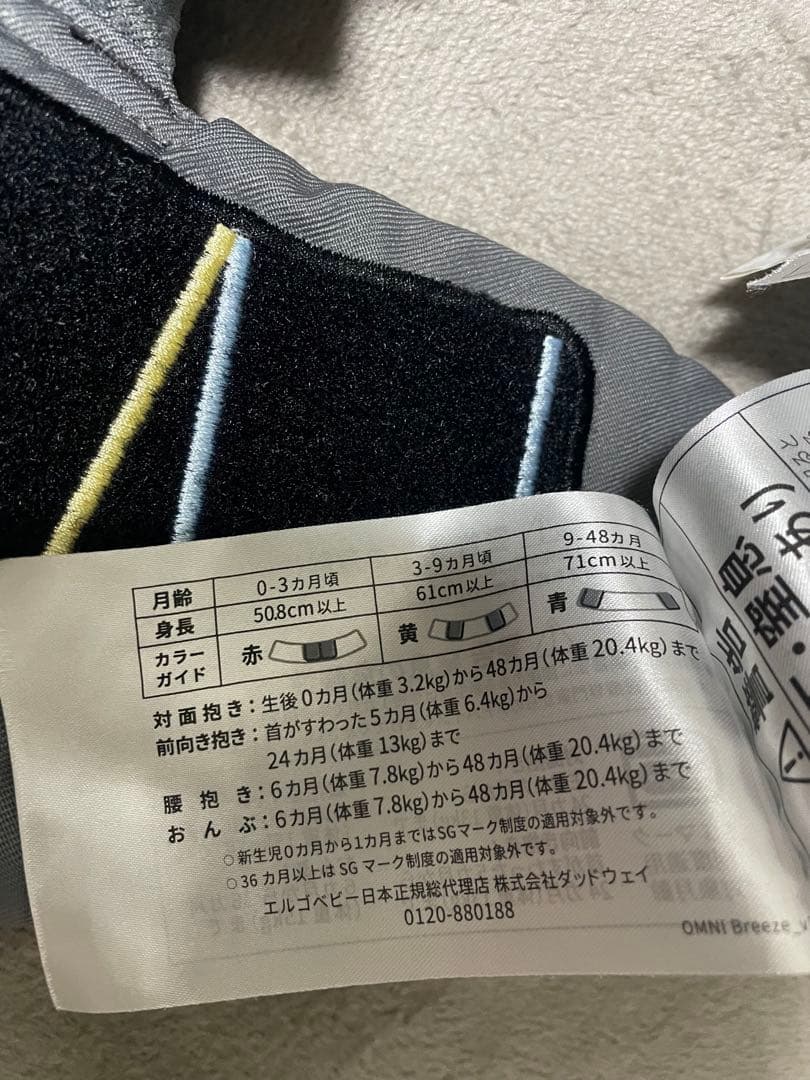 月齢 0-3カ月頃 3-9カ月頃 9-48カ月
身長 50.8cm以上 61cm以上 71cm以上
カラーガイド 赤 黄 青
対面抱き：生後0カ月（体重3.2kg）から48カ月（体重20.4kg）まで
前向き抱き：首がすわった5カ月（体重6.4kg）から
24カ月（体重13kg）まで
腰抱き：6カ月（体重7.8kg）から48カ月（体重20.4kg）まで
おんぶ：6カ月（体重7.8kg）から48カ月（体重20.4kg）まで
○新生児0カ月から1カ月まではSGマーク制度の適用対象外です。
○36カ月以上はSGマーク制度の適用対象外です。
エルゴベビー日本正規総代理店 株式会社ダッドウェイ
0120-880188
OMNI Breeze_v